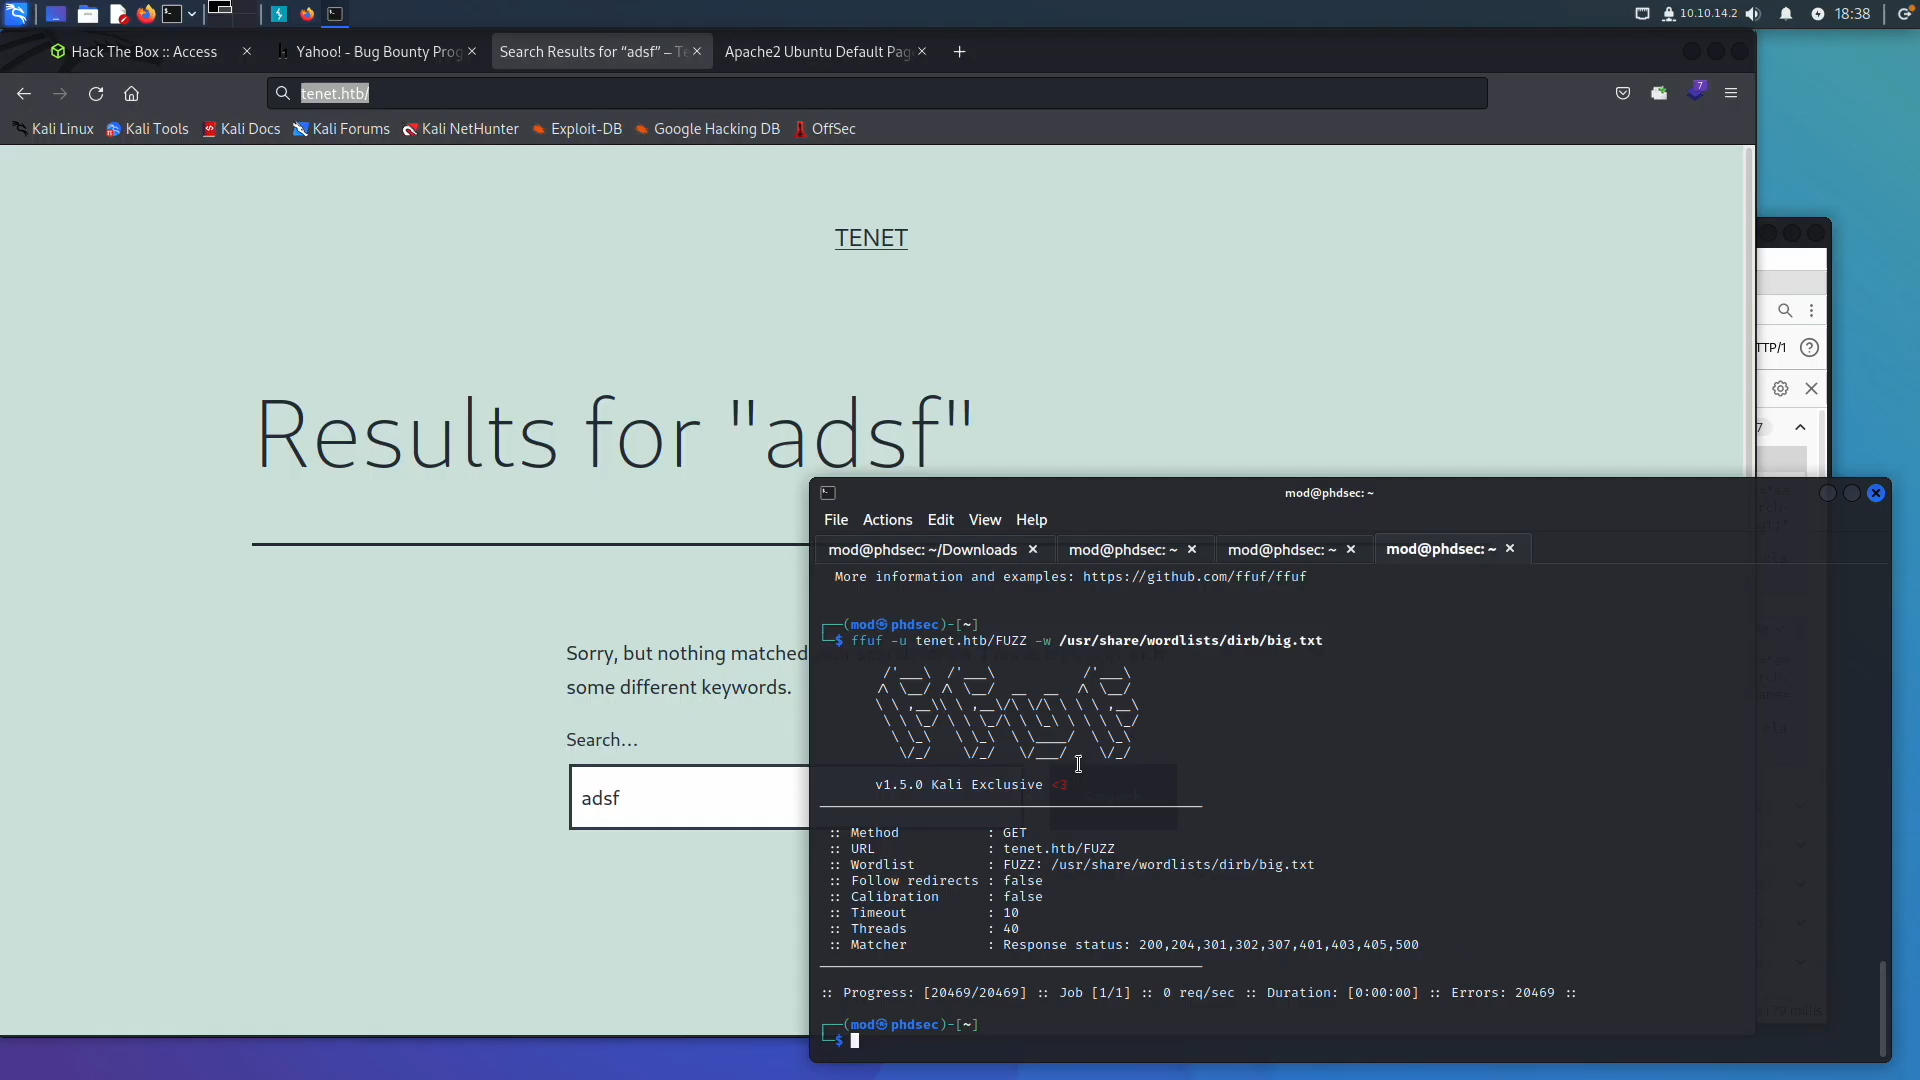 10.10.14.2
18:38
Hack The Box :: Access
Yahoo! - Bug Bounty Prog
Search Results for “adsf” – Te
Apache2 Ubuntu Default Pag
tenet.htb/
7
Kali Linux
Kali Tools
Kali Docs
Kali Forums
Kali NetHunter
Exploit-DB
Google Hacking DB
OffSec
TENET
Results for "adsf"
Sorry, but nothing matched
some different keywords.
Search…
adsf
TTP/1
7
mod@phdsec: ~
File Actions Edit View Help
mod@phdsec: ~/Downloads
mod@phdsec: ~
mod@phdsec: ~
mod@phdsec: ~
More information and examples: https://github.com/ffuf/ffuf
┌──(mod㉿phdsec)-[~]
└─$ ffuf -u tenet.htb/FUZZ -w /usr/share/wordlists/dirb/big.txt
v1.5.0 Kali Exclusive <3
:: Method : GET
:: URL : tenet.htb/FUZZ
:: Wordlist : FUZZ: /usr/share/wordlists/dirb/big.txt
:: Follow redirects : false
:: Calibration : false
:: Timeout : 10
:: Threads : 40
:: Matcher : Response status: 200,204,301,302,307,401,403,405,500
:: Progress: [20469/20469] :: Job [1/1] :: 0 req/sec :: Duration: [0:00:00] :: Errors: 20469 ::
┌──(mod㉿phdsec)-[~]
└─$